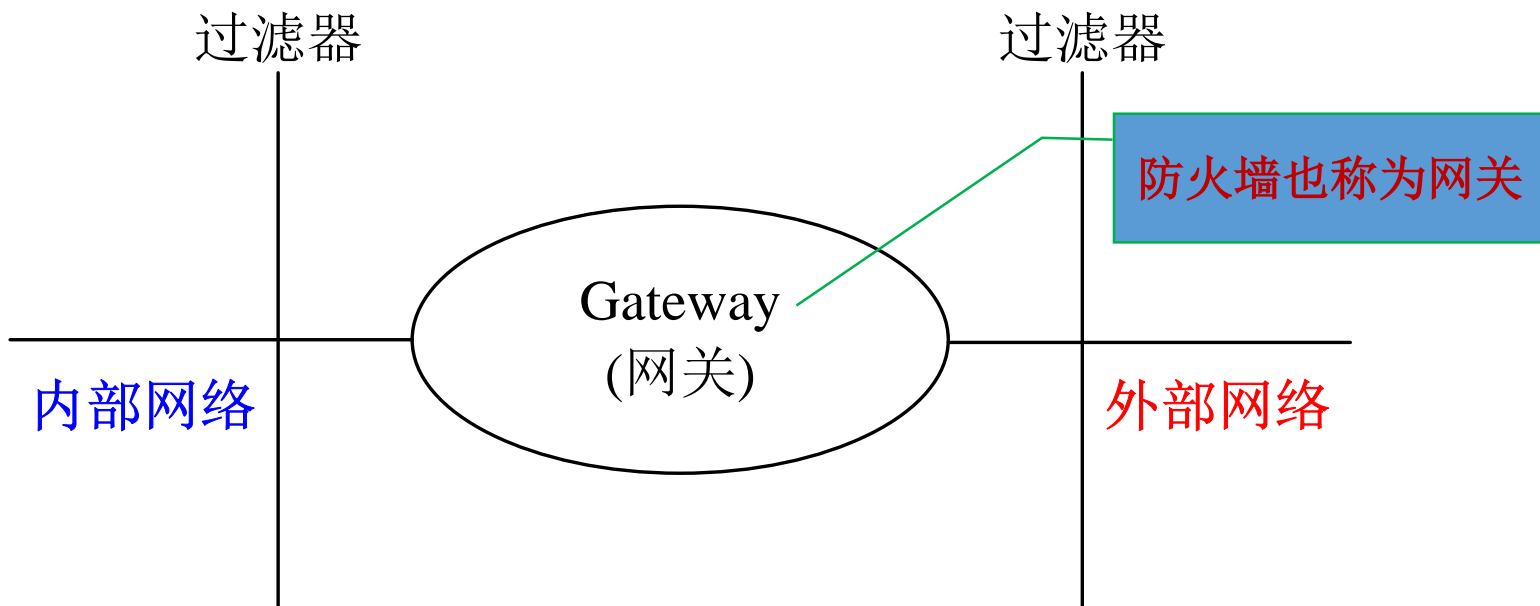 过滤器
过滤器
防火墙也称为网关
Gateway
(网关)
内部网络
外部网络